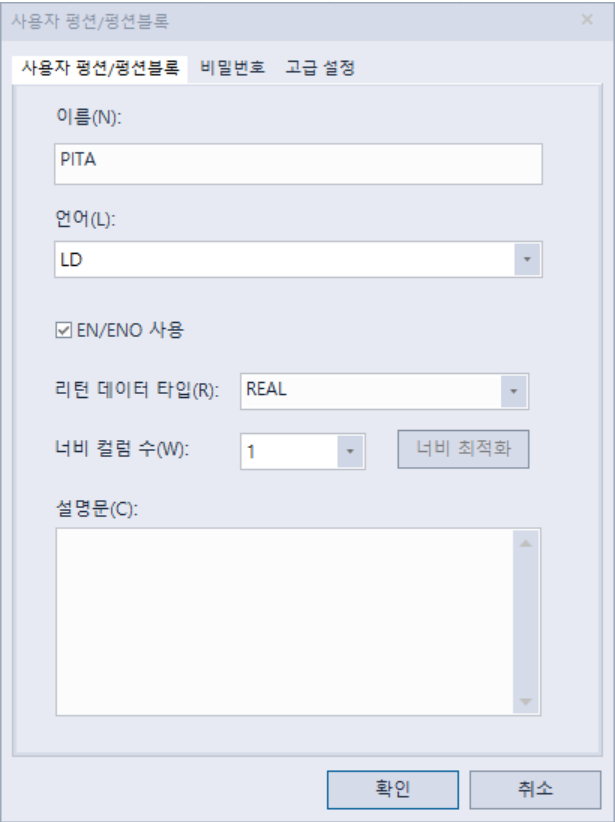 사용자 펑션/펑션블록
사용자 펑션/펑션블록 비밀번호 고급 설정
이름(N):
PITA
언어(L):
LD
EN/ENO 사용
리턴 데이터 타입(R): REAL
너비 컬럼 수(W): 1 너비 최적화
설명문(C):
확인 취소